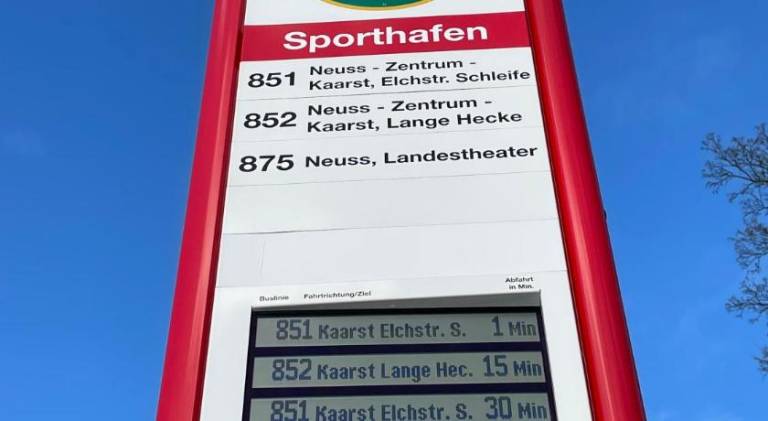 Sporthafen
851 Neuss - Zentrum -
Kaarst, Elchstr. Schleife
852 Neuss - Zentrum -
Kaarst, Lange Hecke
875 Neuss, Landestheater
Buslinie Fahrtrichtung/Ziel Abfahrt
in Min.
851 Kaarst Elchstr. S. 1 Min
852 Kaarst Lange Hec. 15 Min
851 Kaarst Elchstr. S. 30 Min